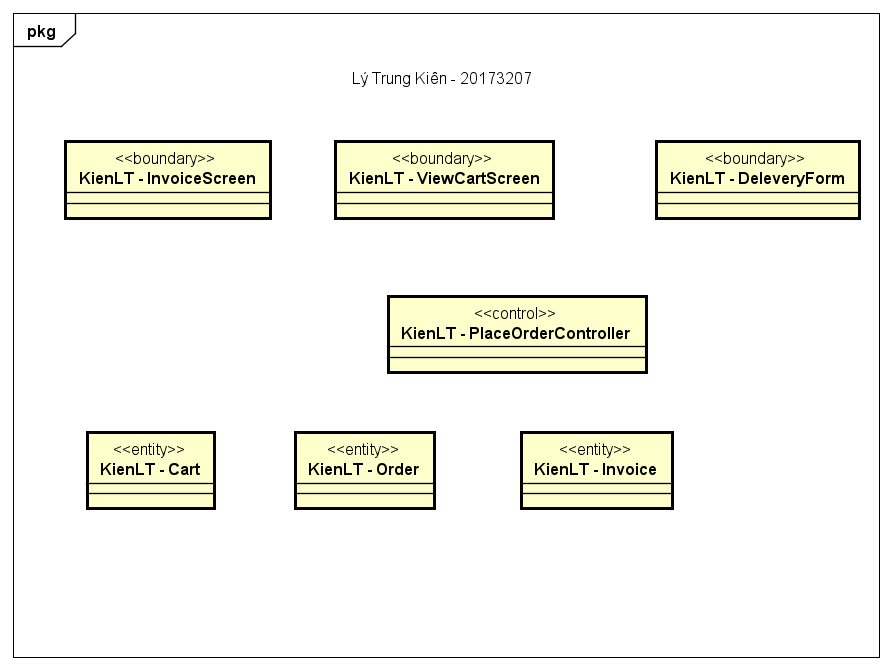 pkg
Lý Trung Kiên - 20173207
<<boundary>>
KienLT - InvoiceScreen
<<boundary>>
KienLT - ViewCartScreen
<<boundary>>
KienLT - DeleveryForm
<<control>>
KienLT - PlaceOrderController
<<entity>>
KienLT - Cart
<<entity>>
KienLT - Order
<<entity>>
KienLT - Invoice